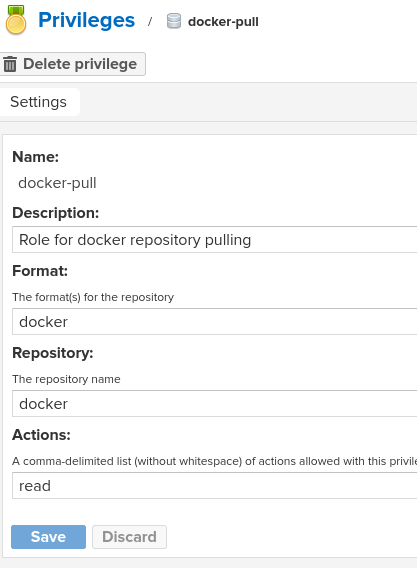 Privileges / docker-pull
Delete privilege
Settings
Name:
docker-pull
Description:
Role for docker repository pulling
Format:
The format(s) for the repository
docker
Repository:
The repository name
docker
Actions:
A comma-delimited list (without whitespace) of actions allowed with this
read
Save Discard